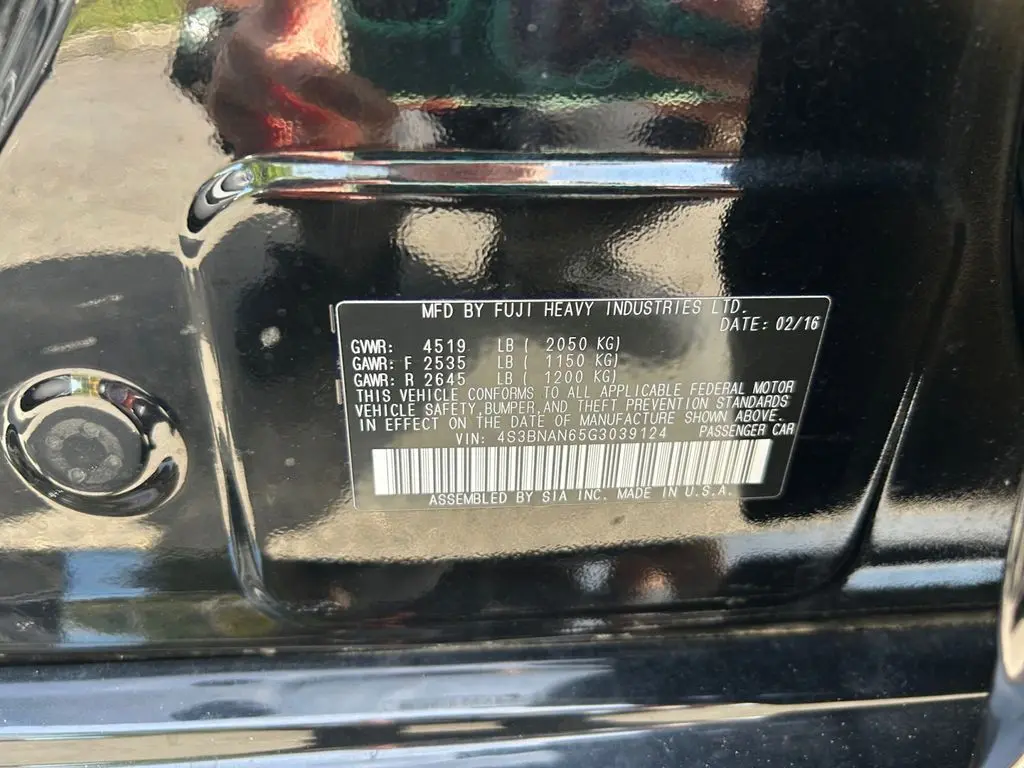 MFD BY FUJI HEAVY INDUSTRIES LTD.
DATE: 02/16
GVWR: 4519 LB ( 2050 KG)
GAWR: F 2535 LB ( 1150 KG)
GAWR: R 2645 LB ( 1200 KG)
THIS VEHICLE CONFORMS TO ALL APPLICABLE FEDERAL MOTOR
VEHICLE SAFETY,BUMPER,AND THEFT PREVENTION STANDARDS
IN EFFECT ON THE DATE OF MANUFACTURE SHOWN ABOVE.
VIN: 4S3BNAN65G3039124 PASSENGER CAR
ASSEMBLED BY SIA INC. MADE IN U.S.A.